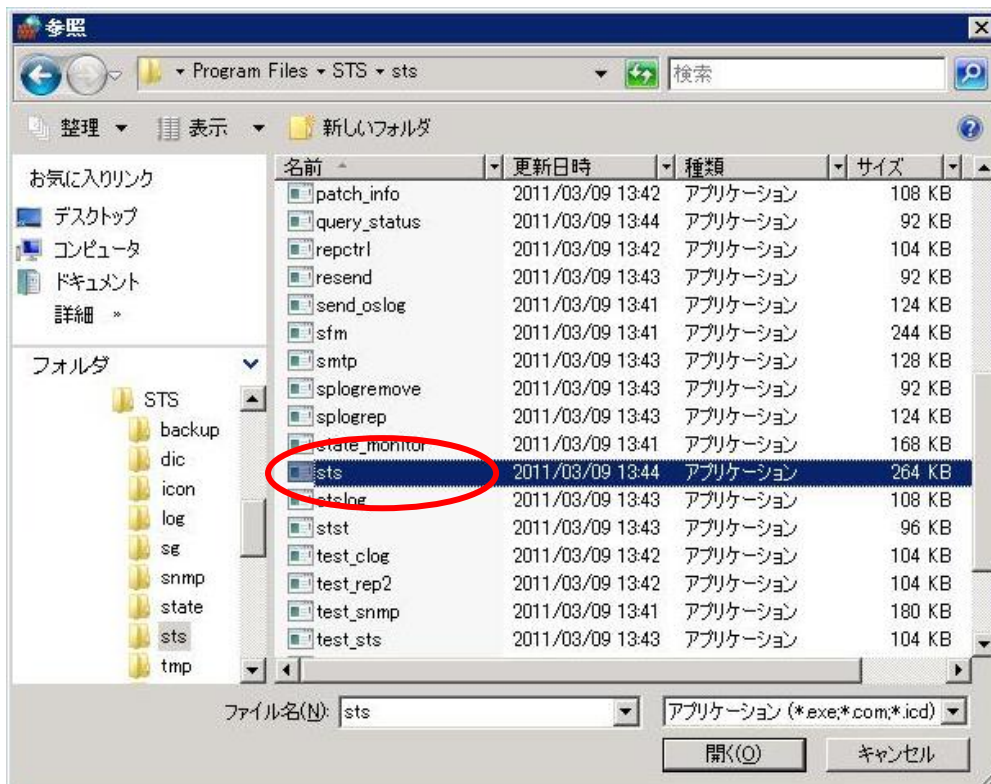 参照
Program Files ▾ STS ▾ sts
検索
整理 ▼ 表示 ▼ 新しいフォルダ
お気に入りリンク
デスクトップ
コンピュータ
ドキュメント
詳細 »
フォルダ
STS
backup
dic
icon
log
sg
snmp
state
sts
tmp
名前 更新日時 種類 サイズ
patch_info 2011/03/09 13:42 アプリケーション 108 KB
query_status 2011/03/09 13:44 アプリケーション 92 KB
repctrl 2011/03/09 13:42 アプリケーション 104 KB
resend 2011/03/09 13:43 アプリケーション 92 KB
send_oslog 2011/03/09 13:41 アプリケーション 124 KB
sfm 2011/03/09 13:41 アプリケーション 244 KB
smtp 2011/03/09 13:43 アプリケーション 128 KB
splogremove 2011/03/09 13:43 アプリケーション 92 KB
splogrep 2011/03/09 13:43 アプリケーション 124 KB
state_monitor 2011/03/09 13:41 アプリケーション 168 KB
sts 2011/03/09 13:44 アプリケーション 264 KB
stslog 2011/03/09 13:43 アプリケーション 108 KB
stst 2011/03/09 13:43 アプリケーション 96 KB
test_clog 2011/03/09 13:42 アプリケーション 104 KB
test_rep2 2011/03/09 13:42 アプリケーション 104 KB
test_snmp 2011/03/09 13:41 アプリケーション 180 KB
test_sts 2011/03/09 13:43 アプリケーション 104 KB
ファイル名(N): sts アプリケーション (*.exe;*.com;*.icd)
開く(O) キャンセル